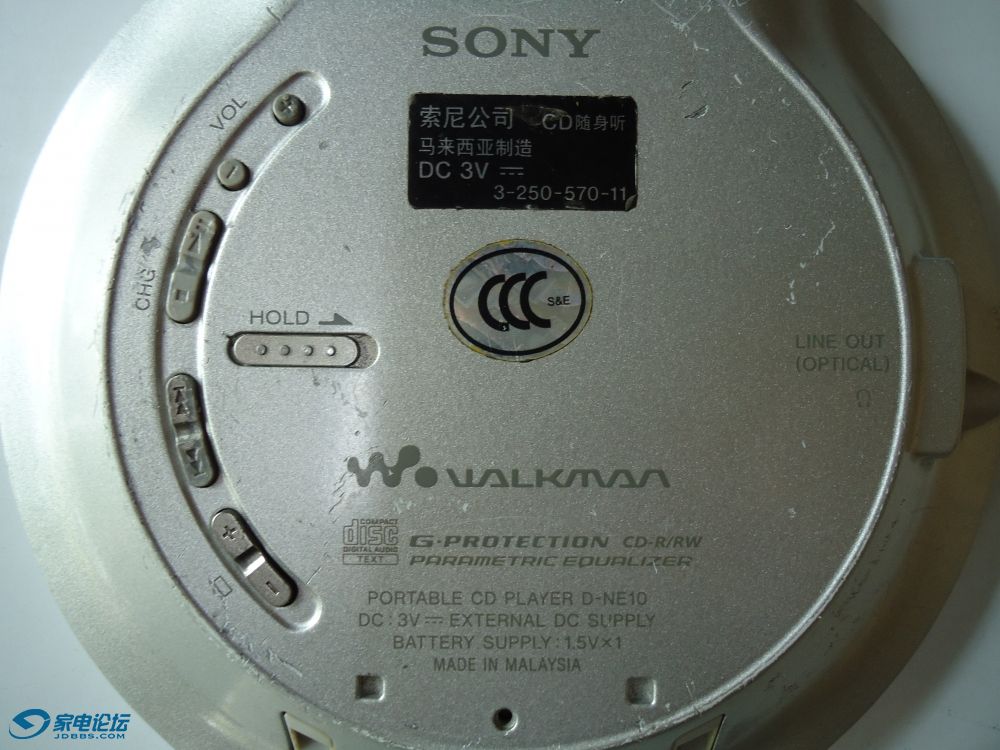 SONY
索尼公司 CD随身听
马来西亚制造
DC 3V
3-250-570-11
VOL
CHG
HOLD
CCC S&E
LINE OUT
(OPTICAL)
WALKMAN
COMPACT
disc
DIGITAL AUDIO
TEXT
G-PROTECTION CD-R/RW
PARAMETRIC EQUALIZER
PORTABLE CD PLAYER D-NE10
DC: 3V EXTERNAL DC SUPPLY
BATTERY SUPPLY: 1.5V×1
MADE IN MALAYSIA
家电论坛
JDBBS.COM